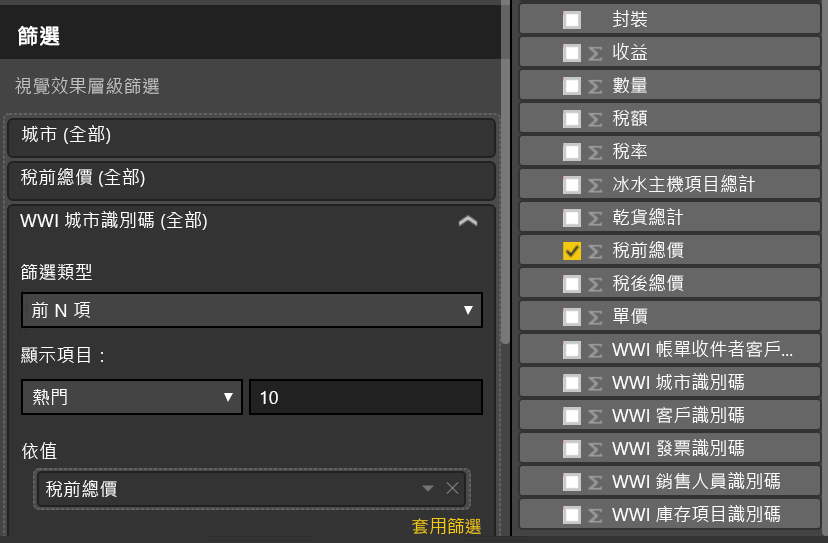 篩選
視覺效果層級篩選
城市 (全部)
稅前總價 (全部)
WWI 城市識別碼 (全部)
篩選類型
前 N 項
顯示項目：
熱門
10
依值
稅前總價
套用篩選
封裝
收益
數量
稅額
稅率
冰水主機項目總計
乾貨總計
稅前總價
稅後總價
單價
WWI 帳單收件者客戶...
WWI 城市識別碼
WWI 客戶識別碼
WWI 發票識別碼
WWI 銷售人員識別碼
WWI 庫存項目識別碼